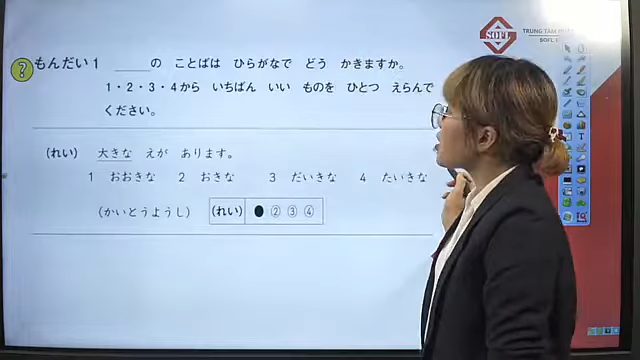 SOFL
TRUNG TÂM
SOFL
? もんだい1 ＿＿の ことばは ひらがなで どう かきますか。
1・2・3・4から いちばん いい ものを ひとつ えらんで
ください。
(れい) 大きな えが あります。
1 おおきな 2 おきな 3 だいきな 4 たいきな
(かいとうようし) (れい) ● ② ③ ④